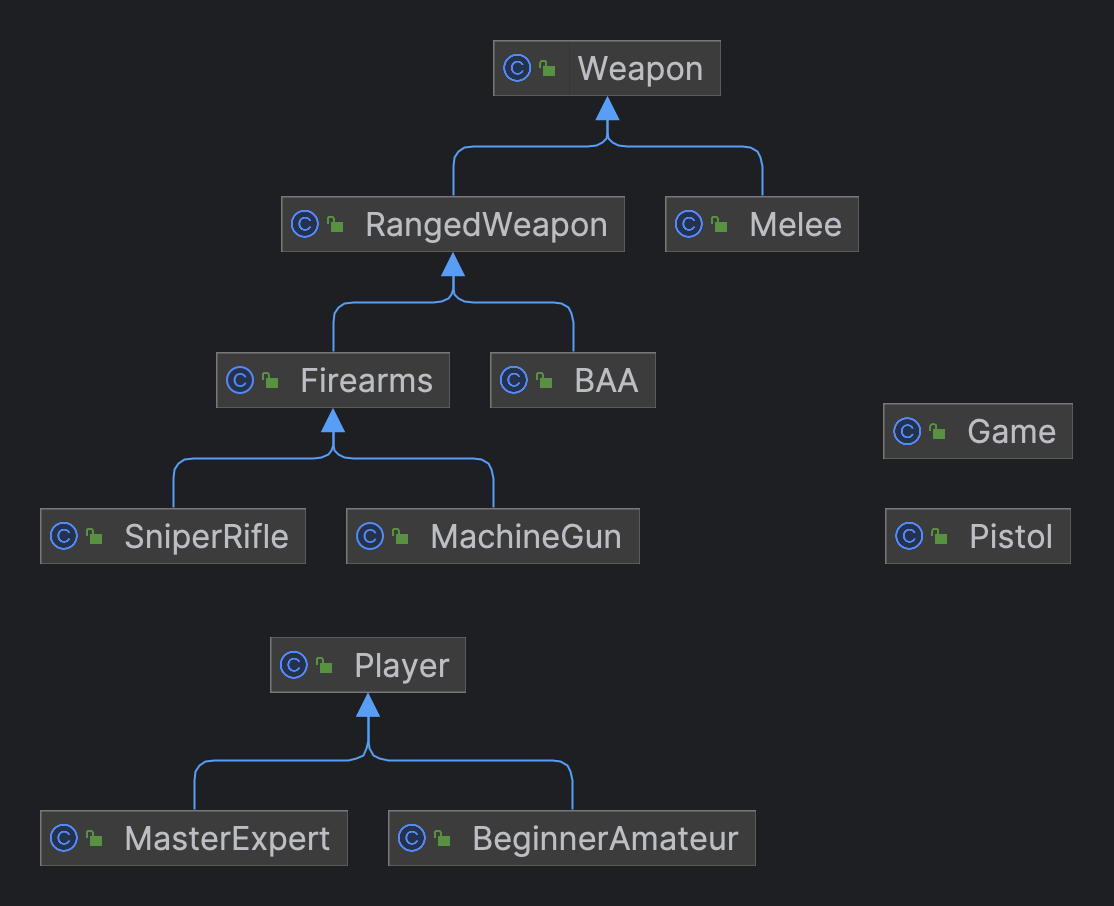 Weapon
RangedWeapon
Melee
Firearms
BAA
Game
SniperRifle
MachineGun
Pistol
Player
MasterExpert
BeginnerAmateur